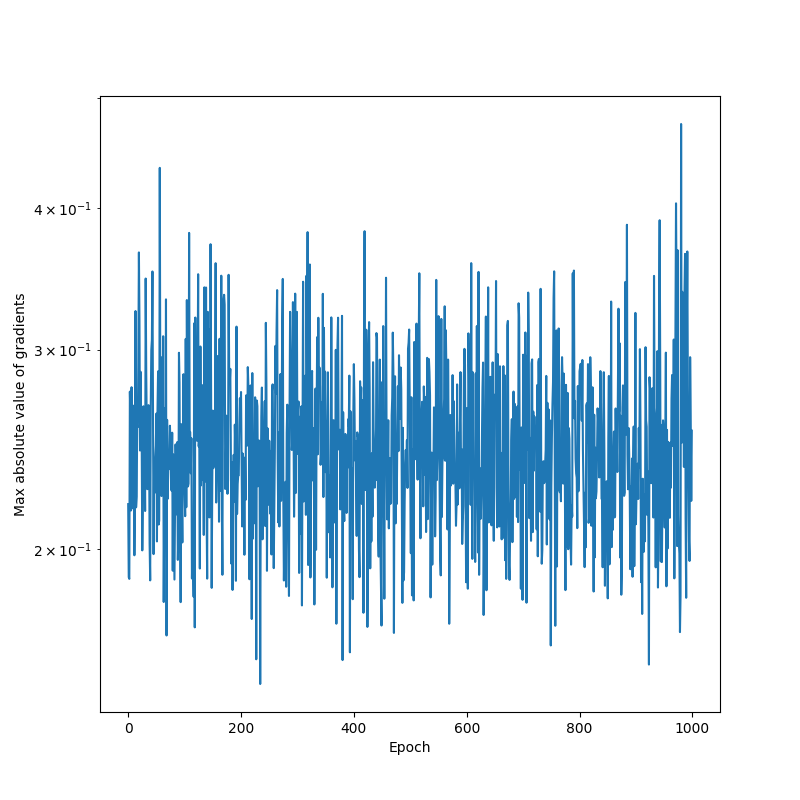 Max absolute value of gradients
4 × 10⁻¹
3 × 10⁻¹
2 × 10⁻¹
0 200 400 600 800 1000
Epoch